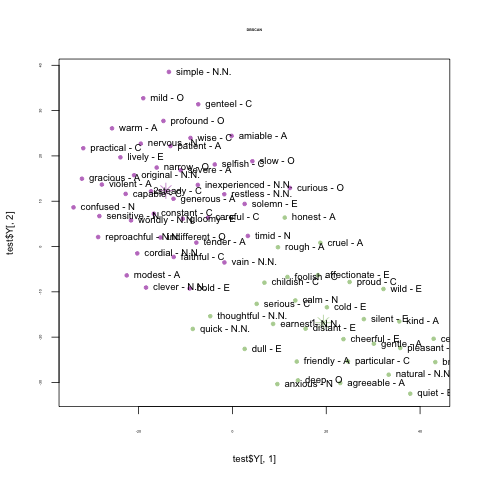 DBSCAN
simple - N.N.
mild - O
genteel - C
profound - O
warm - A
amiable - A
wise - C
nervous - N
patient - A
practical - C
lively - E
selfish - C
slow - O
narrow - O
severe - A
original - N.N.
gracious - A
violent - A
inexperienced - N.N.
curious - O
steady - C
restless - N.N.
generous - A
solemn - E
confused - N
constant - C
sensitive - N
careful - C
honest - A
worldly - N.N.
gloomy - E
reproachful - N.N.
indifferent - O
timid - N
tender - A
rough - A
cruel - A
cordial - N.N.
faithful - C
vain - N.N.
modest - A
foolish - C
affectionate - E
childish - C
proud - C
clever - N.N.
bold - E
wild - E
serious - C
calm - N
cold - E
thoughtful - N.N.
silent - E
kind - A
earnest - N.N.
quick - N.N.
distant - E
cheerful - E
gentle - A
pleasant -
dull - E
friendly - A
particular - C
natural - N.N
deep - O
anxious - N
agreeable - A
quiet - E
test$Y[, 1]
test$Y[, 2]